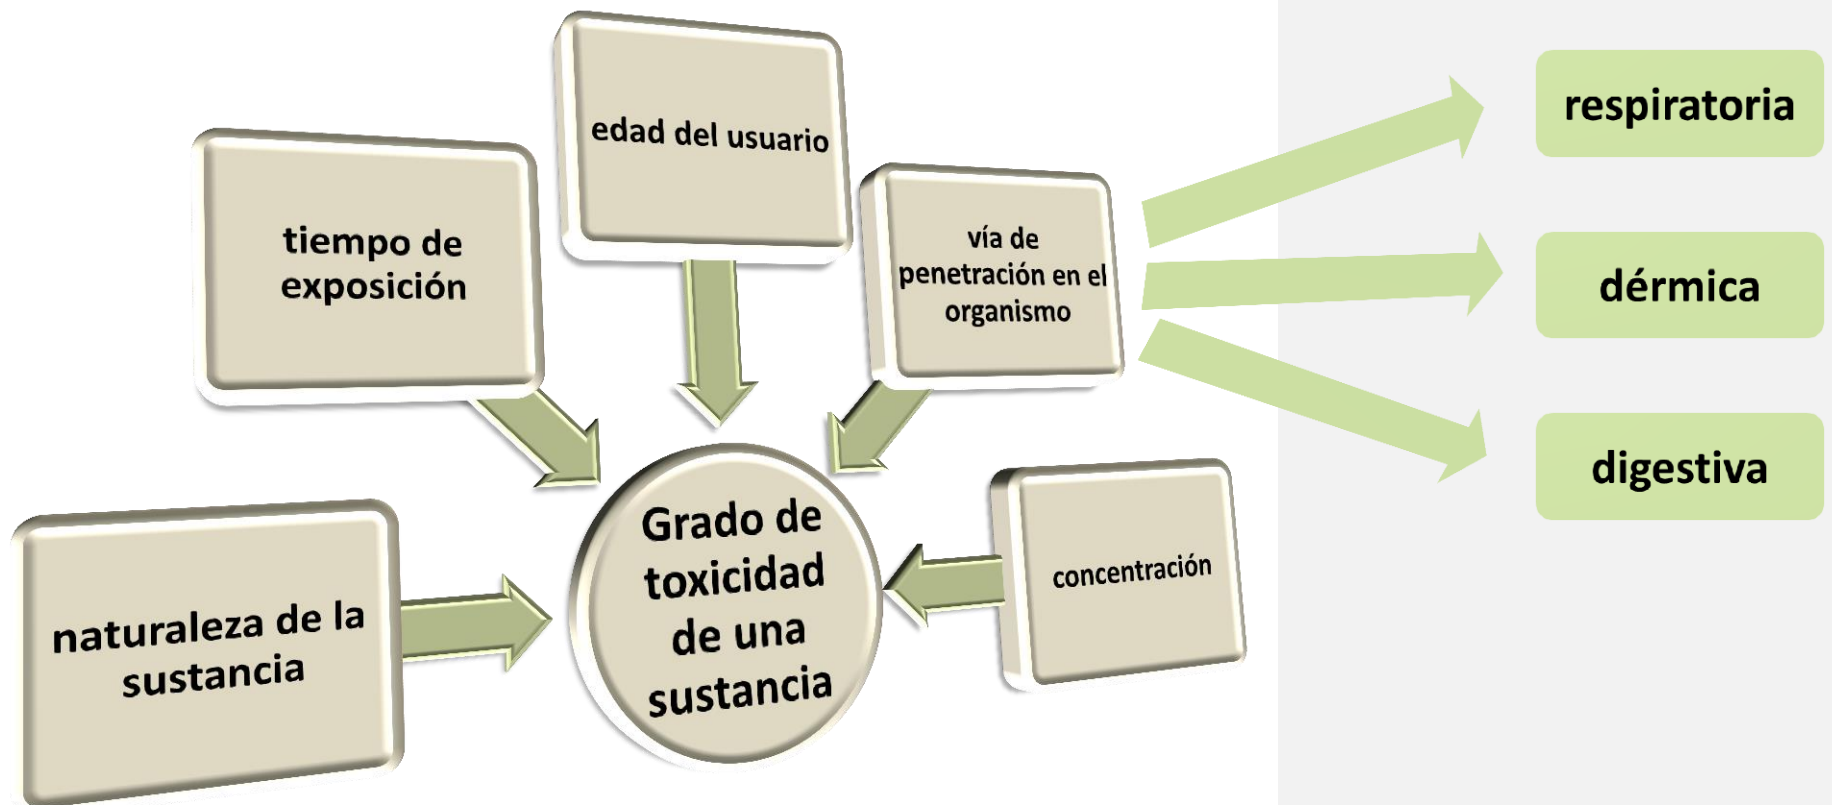 edad del usuario
tiempo de
exposición
vía de
penetración en el
organismo
naturaleza de la
sustancia
Grado de
toxicidad
de una
sustancia
concentración
respiratoria
dérmica
digestiva